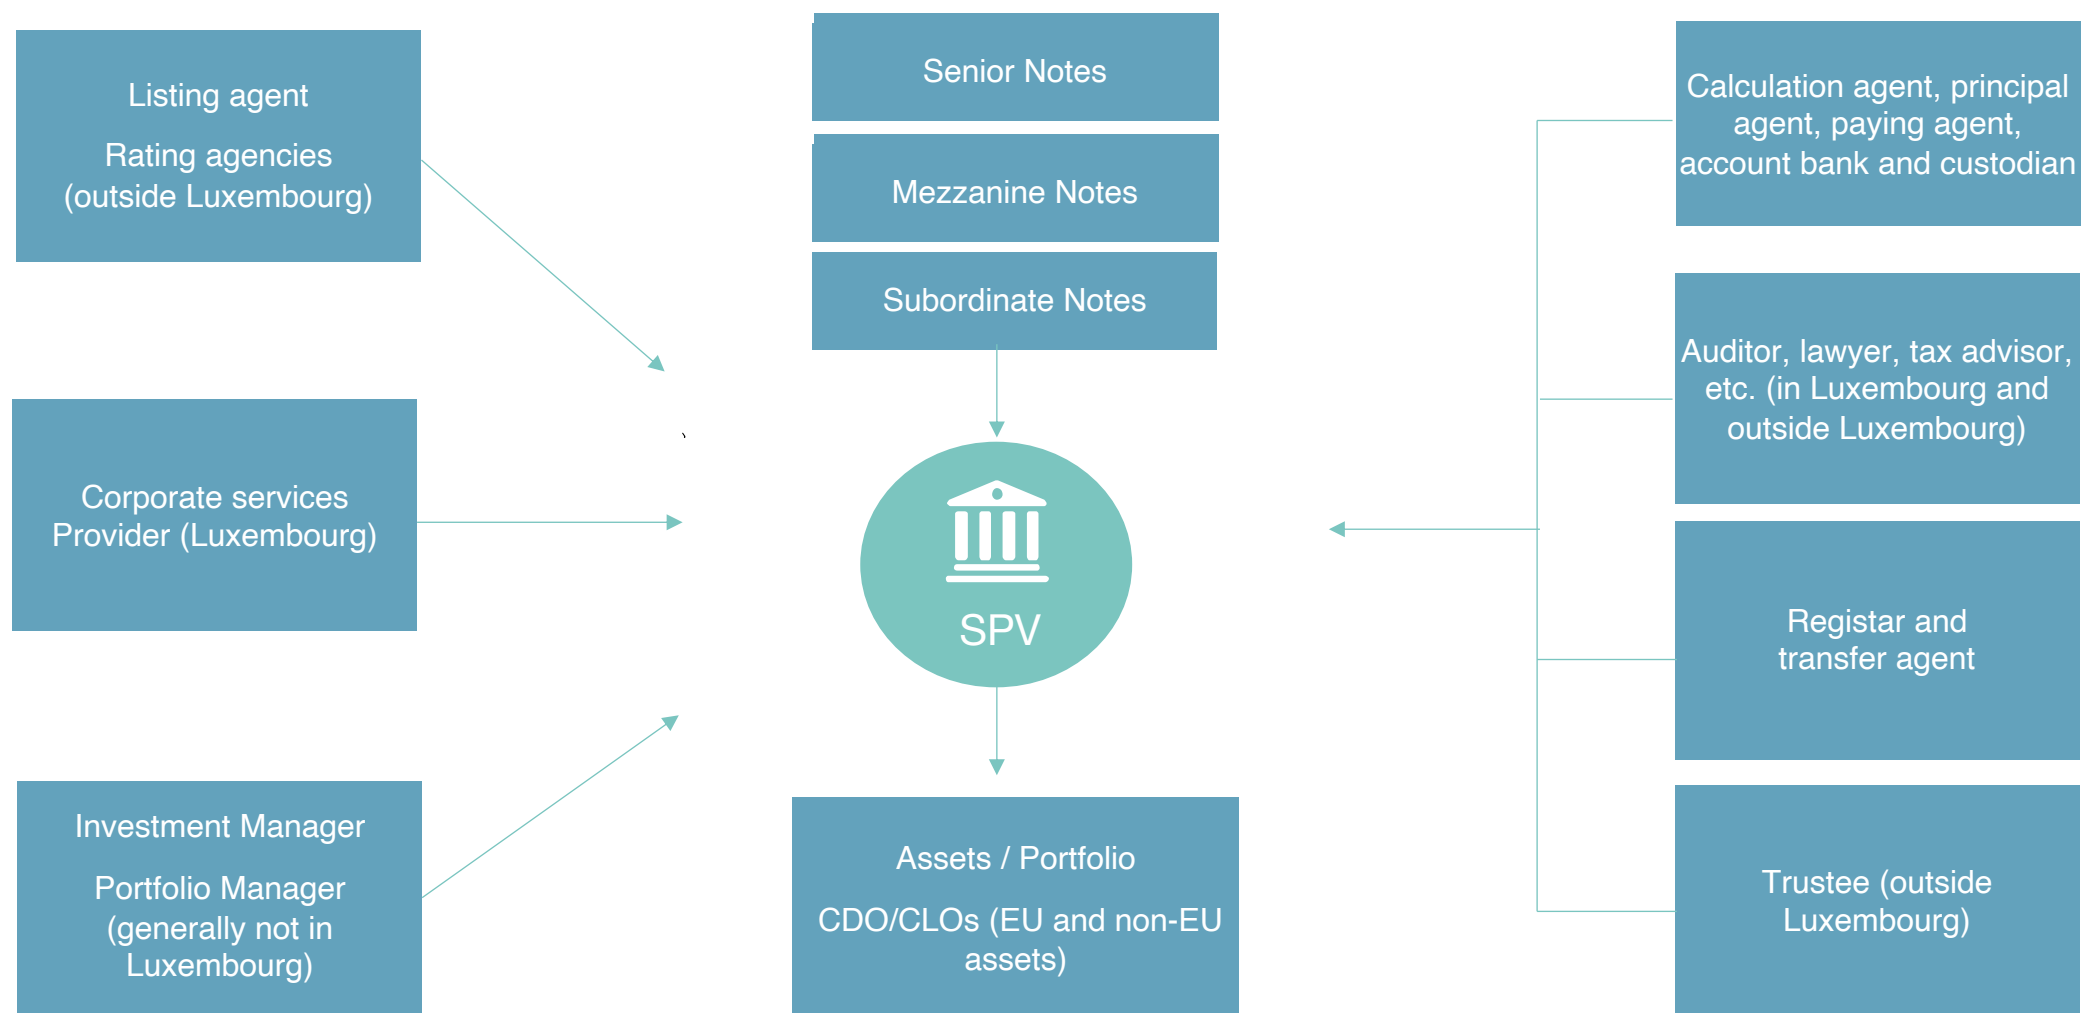 Listing agent
Rating agencies
(outside Luxembourg)
Corporate services
Provider (Luxembourg)
Investment Manager
Portfolio Manager
(generally not in
Luxembourg)
Senior Notes
Mezzanine Notes
Subordinate Notes
SPV
Assets / Portfolio
CDO/CLOs (EU and non-EU
assets)
Calculation agent, principal
agent, paying agent,
account bank and custodian
Auditor, lawyer, tax advisor,
etc. (in Luxembourg and
outside Luxembourg)
Registar and
transfer agent
Trustee (outside
Luxembourg)